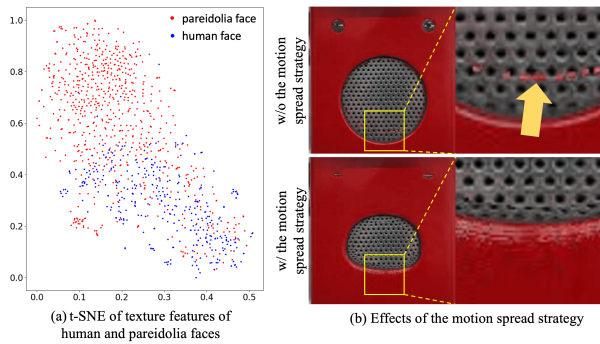 pareidolia face
human face
1.0
0.8
0.6
0.4
0.2
0.0
0.0 0.1 0.2 0.3 0.4 0.5
(a) t-SNE of texture features of
human and pareidolia faces
w/o the motion
spread strategy
w/ the motion
spread strategy
(b) Effects of the motion spread strategy